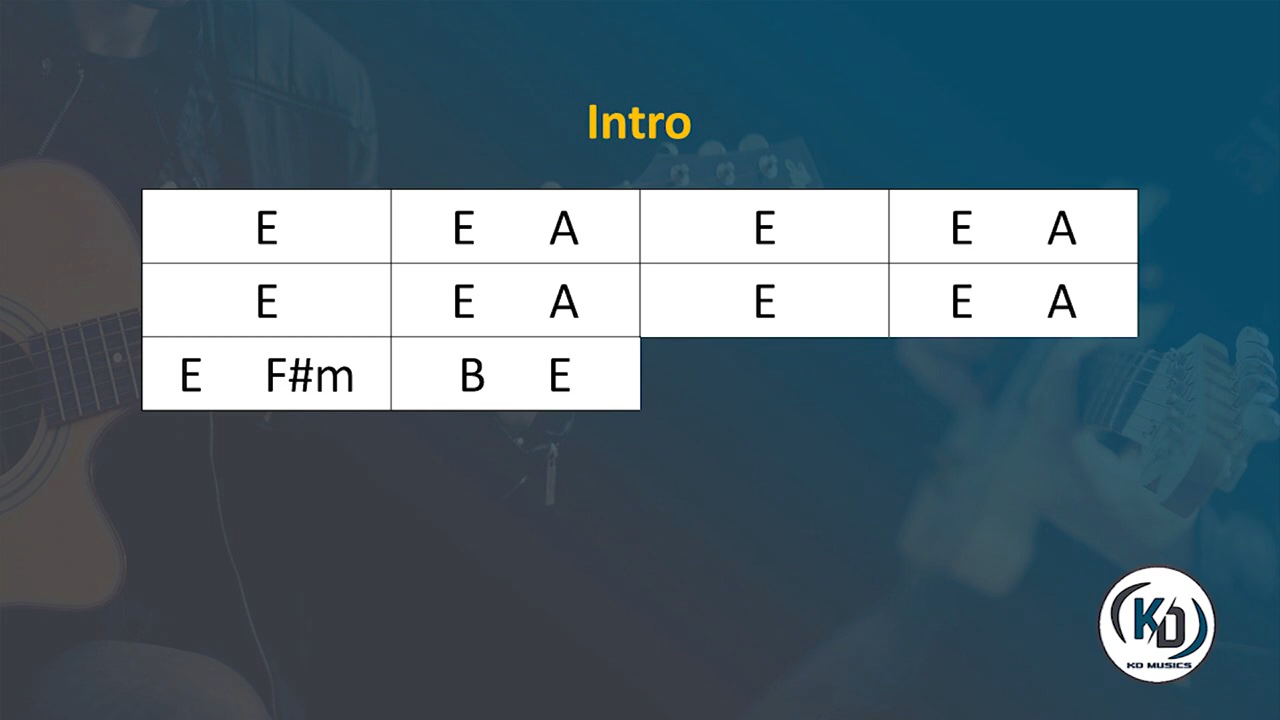 Intro
E E A E E A
E E A E E A
E F#m B E
KD
KD MUSICS